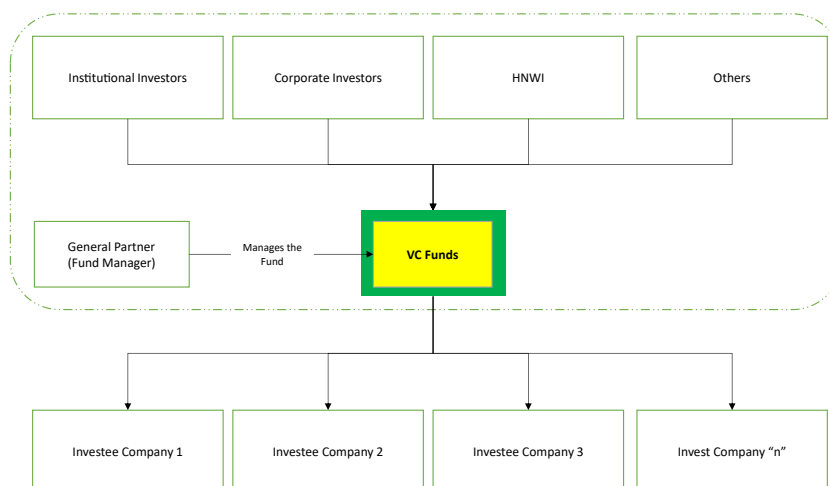 Institutional Investors
Corporate Investors
HNWI
Others
General Partner
(Fund Manager)
Manages the
Fund
VC Funds
Investee Company 1
Investee Company 2
Investee Company 3
Invest Company “n”